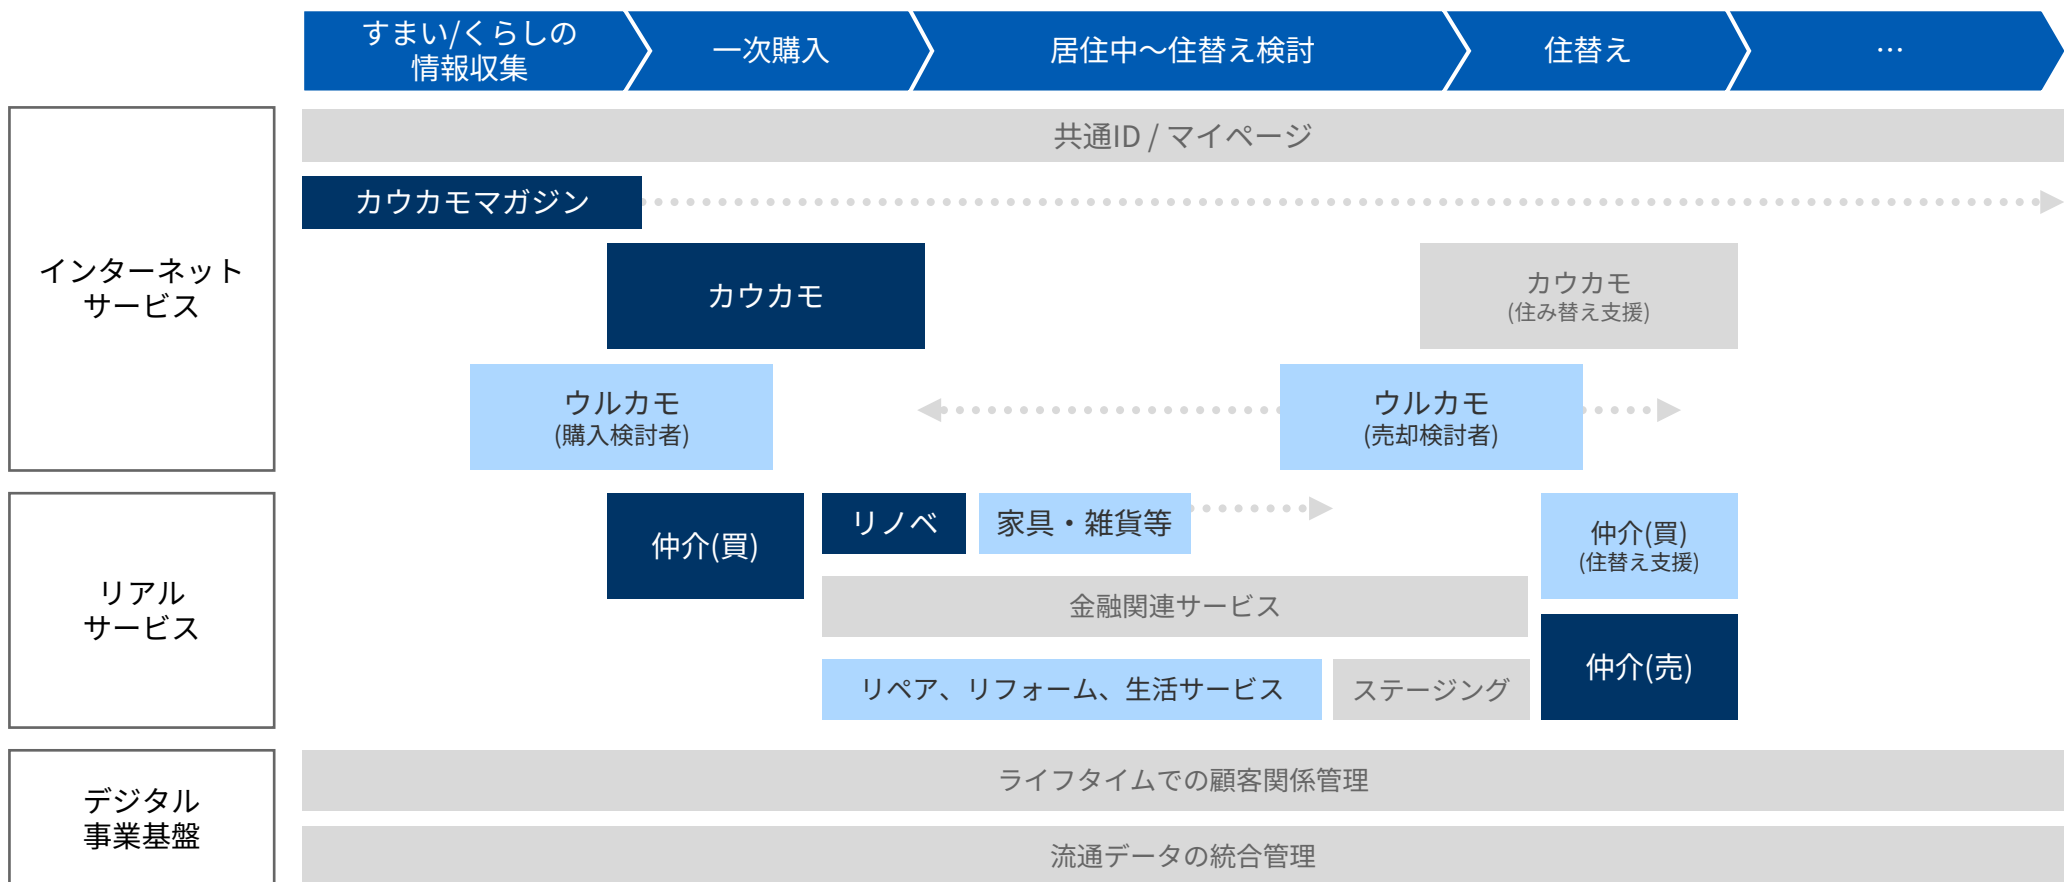 すまい/くらしの
情報収集
一次購入
居住中～住替え検討
住替え
…
インターネット
サービス
共通ID / マイページ
カウカモマガジン
カウカモ
カウカモ
(住み替え支援)
ウルカモ
(購入検討者)
ウルカモ
(売却検討者)
リアル
サービス
仲介(買)
リノベ
家具・雑貨等
仲介(買)
(住替え支援)
金融関連サービス
仲介(売)
リペア、リフォーム、生活サービス
ステージング
デジタル
事業基盤
ライフタイムでの顧客関係管理
流通データの統合管理